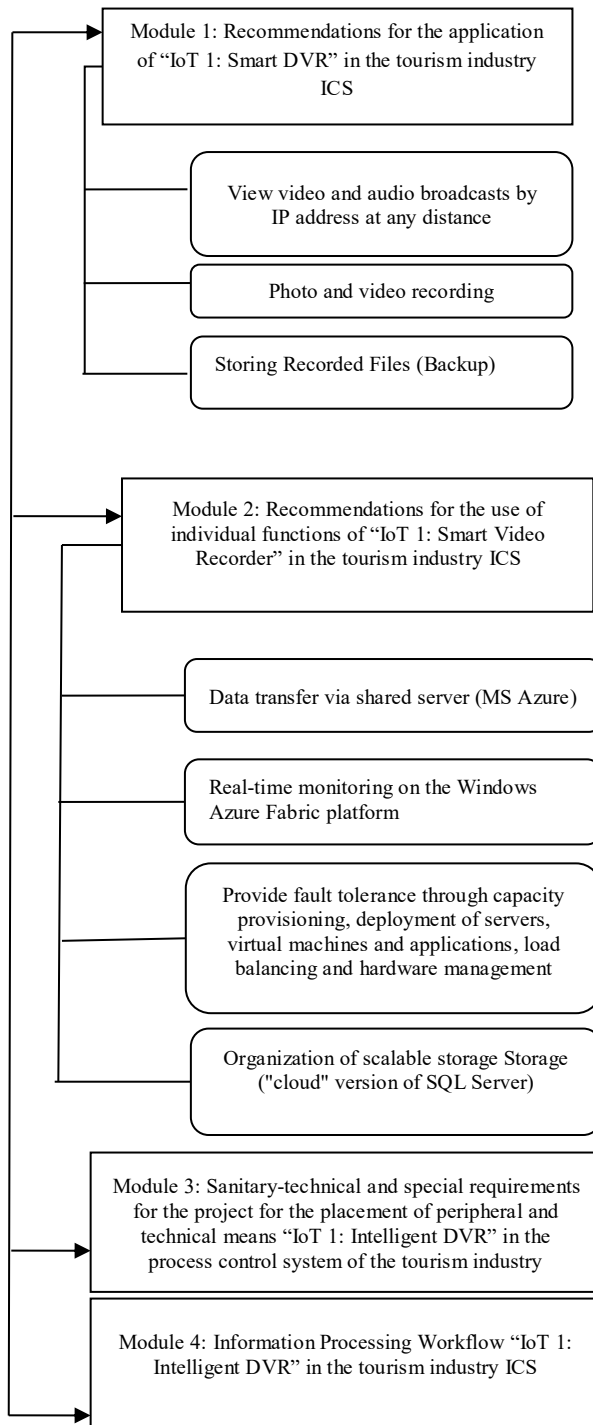 Module 1: Recommendations for the application
of “IoT 1: Smart DVR” in the tourism industry
ICS
View video and audio broadcasts by
IP address at any distance
Photo and video recording
Storing Recorded Files (Backup)
Module 2: Recommendations for the use of
individual functions of “IoT 1: Smart Video
Recorder” in the tourism industry ICS
Data transfer via shared server (MS Azure)
Real-time monitoring on the Windows
Azure Fabric platform
Provide fault tolerance through capacity
provisioning, deployment of servers,
virtual machines and applications, load
balancing and hardware management
Organization of scalable storage Storage
("cloud" version of SQL Server)
Module 3: Sanitary-technical and special requirements
for the project for the placement of peripheral and
technical means “IoT 1: Intelligent DVR” in the
process control system of the tourism industry
Module 4: Information Processing Workflow “IoT 1:
Intelligent DVR” in the tourism industry ICS